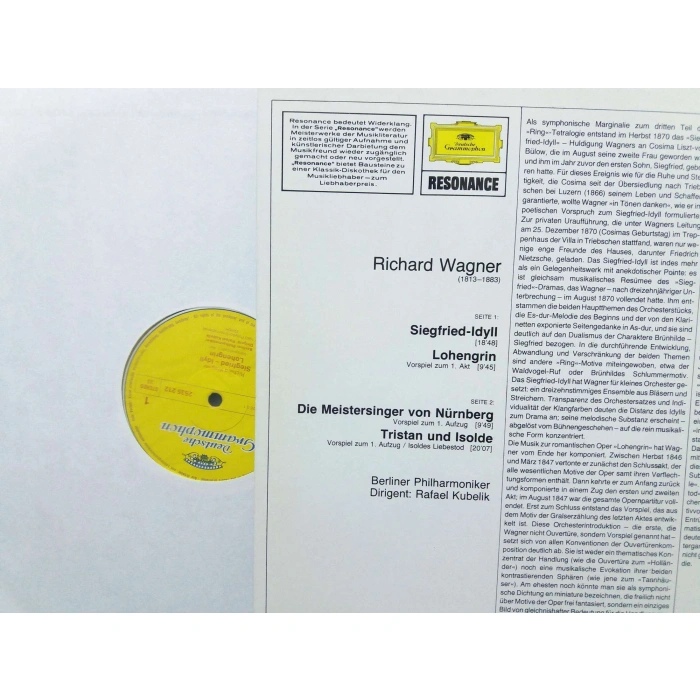 Resonance bedeutet Widerklang.
In der Serie „Resonance" werden
Meisterwerke der Musikliteratur
in zeitlos gültiger Aufnahme und
künstlerischer Darbietung dem
Musikfreund wieder zugänglich
gemacht oder neu vorgestellt.
„Resonance" bietet Bausteine zu
einer Klassik-Diskothek für den
Musikliebhaber – zum
Liebhaberpreis.
Deutsche
Grammophon
RESONANCE
Richard Wagner
(1813–1883)
SEITE 1:
Siegfried-Idyll
[18'48]
Lohengrin
Vorspiel zum 1. Akt [9'45]
SEITE 2:
Die Meistersinger von Nürnberg
Vorspiel zum 1. Aufzug [9'49]
Tristan und Isolde
Vorspiel zum 1. Aufzug / Isoldes Liebestod [20'07]
Berliner Philharmoniker
Dirigent: Rafael Kubelik
Als symphonische Marginalie zum dritten Teil
»Ring«-Tetralogie entstand im Herbst 1870 das »Sieg-
fried-Idyll« – Huldigung Wagners an Cosima Liszt-
Bülow, die im August seine zweite Frau geworden
und ihm im Jahr zuvor den ersten Sohn, Siegfried,
ren hatte. Für dieses Ereignis wie für die Ruhe und
tigkeit, die Cosima seit der Übersiedlung nach
schen bei Luzern (1866) seinem Leben und Schaffen
garantierte, wollte Wagner »in Tönen danken«, wie er im
poetischen Vorspruch zum Siegfried-Idyll formulierte.
Zur privaten Uraufführung, die unter Wagners Leitung
am 25. Dezember 1870 (Cosimas Geburtstag) im Trep-
penhaus der Villa in Triebschen stattfand, waren nur we-
nige enge Freunde des Hauses, darunter Friedrich
Nietzsche, geladen. Das Siegfried-Idyll ist indes mehr
als ein Gelegenheitswerk mit anekdotischer Pointe: es
ist gleichsam musikalisches Resümee des »Sieg-
fried«-Dramas, das Wagner – nach dreizehnjähriger Un-
terbrechung – im August 1870 vollendet hatte. Ihm ent-
stammen die beiden Hauptthemen des Orchesterstücks,
die Es-dur-Melodie des Beginns und der von den Klari-
netten exponierte Seitengedanke in As-dur, und sie sind
deutlich auf den Dualismus der Charaktere Brünhilde –
Siegfried bezogen. In die durchführende Entwicklung,
Abwandlung und Verschränkung der beiden Themen
sind andere »Ring«-Motive miteingewoben, etwa der
Waldvogel-Ruf oder Brünhildes Schlummermotiv.
Das Siegfried-Idyll hat Wagner für kleines Orchester ge-
setzt: ein dreizehnstimmiges Ensemble aus Bläsern und
Streichern. Transparenz des Orchestersatzes und Indi-
vidualität der Klangfarben deuten die Distanz des Idylls
zum Drama an; seine melodische Substanz erscheint –
abgelöst vom Bühnengeschehen – auf die rein musikali-
sche Form konzentriert.
Die Musik zur romantischen Oper »Lohengrin« hat Wag-
ner vom Ende her komponiert. Zwischen Herbst 1846
und März 1847 vertonte er zunächst den Schlussakt, der
alle wesentlichen Motive der Oper samt ihren Verflech-
tungsformen enthält. Dann kehrte er zum Anfang zurück
und komponierte in einem Zug den ersten und zweiten
Akt; im August 1847 war die gesamte Opernpartitur voll-
endet. Erst zum Schluss entstand das Vorspiel, das aus
dem Motiv der Gralserzählung des letzten Aktes entwik-
kelt ist. Diese Orchesterintroduktion – die erste, die
Wagner nicht Ouvertüre, sondern Vorspiel genannt hat –
setzt sich von allen Konventionen der Ouvertürenkom-
position deutlich ab. Sie ist weder ein thematisches Kon-
zentrat der Handlung (wie die Ouvertüre zum »Hollän-
der«) noch eine musikalische Evokation ihrer beiden
kontrastierenden Sphären (wie jene zum »Taanhäu-
ser«). Am ehesten noch könnte man sie als symphoni-
sche Dichtung en miniature bezeichnen, die freilich nicht
über Motive der Oper frei fantasiert, sondern ein einziges
Deutsche
Grammophon
1
Siegfried-Idyll
Lohengrin